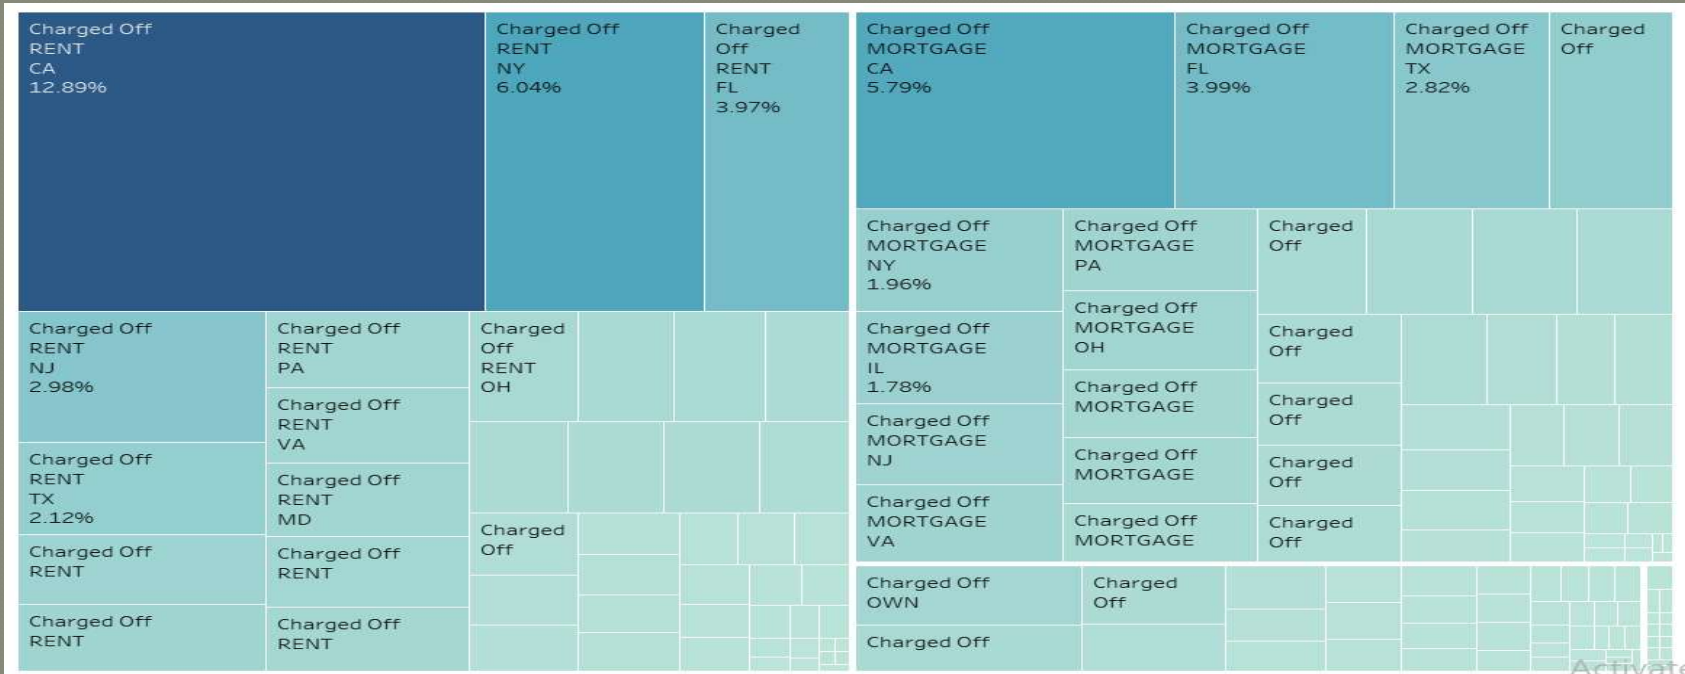 Charged Off
RENT
CA
12.89%
Charged Off
RENT
NY
6.04%
Charged
Off
RENT
FL
3.97%
Charged Off
RENT
NJ
2.98%
Charged Off
RENT
TX
2.12%
Charged Off
RENT
Charged Off
RENT
Charged Off
RENT
PA
Charged Off
RENT
VA
Charged Off
RENT
MD
Charged Off
RENT
Charged Off
RENT
Charged
Off
RENT
OH
Charged
Off
Charged Off
MORTGAGE
CA
5.79%
Charged Off
MORTGAGE
FL
3.99%
Charged Off
MORTGAGE
TX
2.82%
Charged
Off
Charged Off
MORTGAGE
NY
1.96%
Charged Off
MORTGAGE
IL
1.78%
Charged Off
MORTGAGE
NJ
Charged Off
MORTGAGE
VA
Charged Off
MORTGAGE
PA
Charged Off
MORTGAGE
OH
Charged Off
MORTGAGE
Charged Off
MORTGAGE
Charged Off
MORTGAGE
Charged
Off
Charged
Off
Charged
Off
Charged
Off
Charged
Off
Charged Off
OWN
Charged Off
Charged
Off
Activate